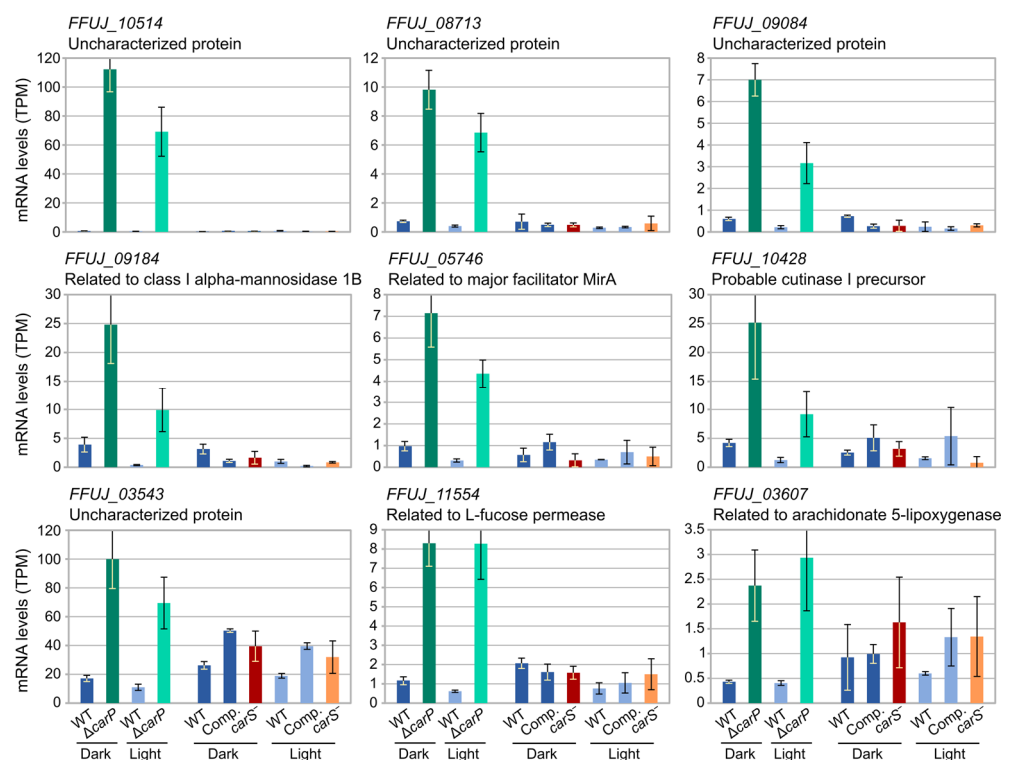 FFUJ_10514
Uncharacterized protein
FFUJ_08713
Uncharacterized protein
FFUJ_09084
Uncharacterized protein
mRNA levels (TPM)
120
100
80
60
40
20
0
12
10
8
6
4
2
0
8
7
6
5
4
3
2
1
0
FFUJ_09184
Related to class I alpha-mannosidase 1B
FFUJ_05746
Related to major facilitator MirA
FFUJ_10428
Probable cutinase I precursor
mRNA levels (TPM)
30
25
20
15
10
5
0
8
7
6
5
4
3
2
1
0
30
25
20
15
10
5
0
FFUJ_03543
Uncharacterized protein
FFUJ_11554
Related to L-fucose permease
FFUJ_03607
Related to arachidonate 5-lipoxygenase
mRNA levels (TPM)
120
100
80
60
40
20
0
9
8
7
6
5
4
3
2
1
0
3.5
3
2.5
2
1.5
1
0.5
0
WT ΔcarP WT ΔcarP WT Comp. carS⁻ WT Comp. carS⁻
Dark Light Dark Light
WT ΔcarP WT ΔcarP WT Comp. carS⁻ WT Comp. carS⁻
Dark Light Dark Light
WT ΔcarP WT ΔcarP WT Comp. carS⁻ WT Comp. carS⁻
Dark Light Dark Light